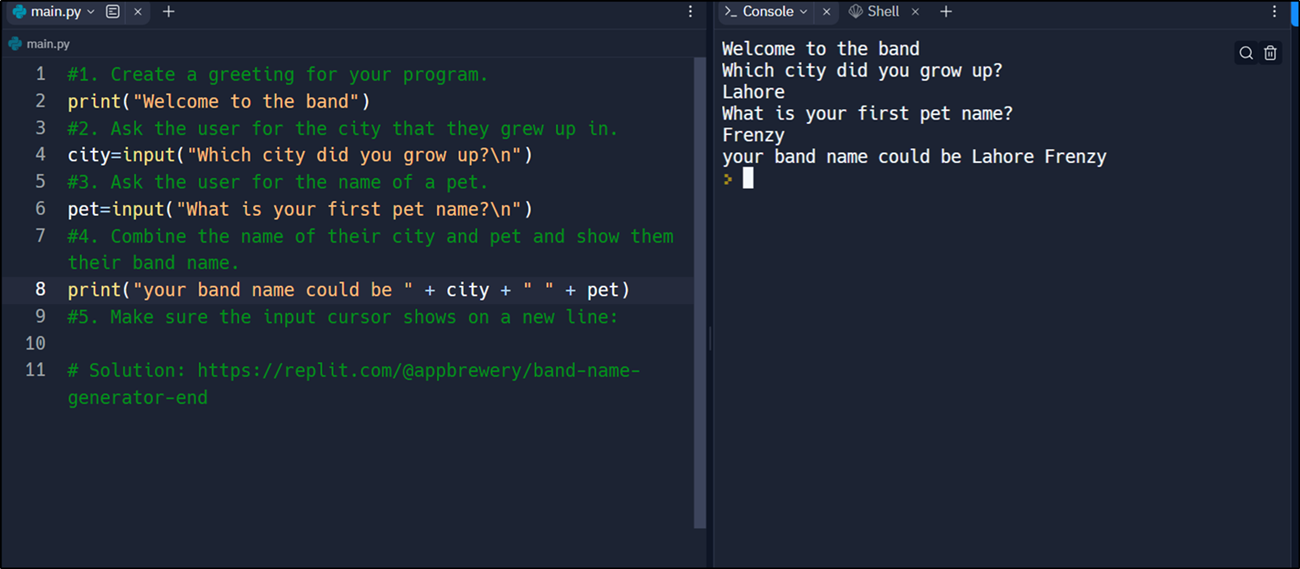 main.py
main.py
1 #1. Create a greeting for your program.
2 print("Welcome to the band")
3 #2. Ask the user for the city that they grew up in.
4 city=input("Which city did you grow up?\n")
5 #3. Ask the user for the name of a pet.
6 pet=input("What is your first pet name?\n")
7 #4. Combine the name of their city and pet and show them
their band name.
8 print("your band name could be " + city + " " + pet)
9 #5. Make sure the input cursor shows on a new line:
10
11 # Solution: https://replit.com/@appbrewery/band-name-
generator-end
Console Shell
Welcome to the band
Which city did you grow up?
Lahore
What is your first pet name?
Frenzy
your band name could be Lahore Frenzy
>